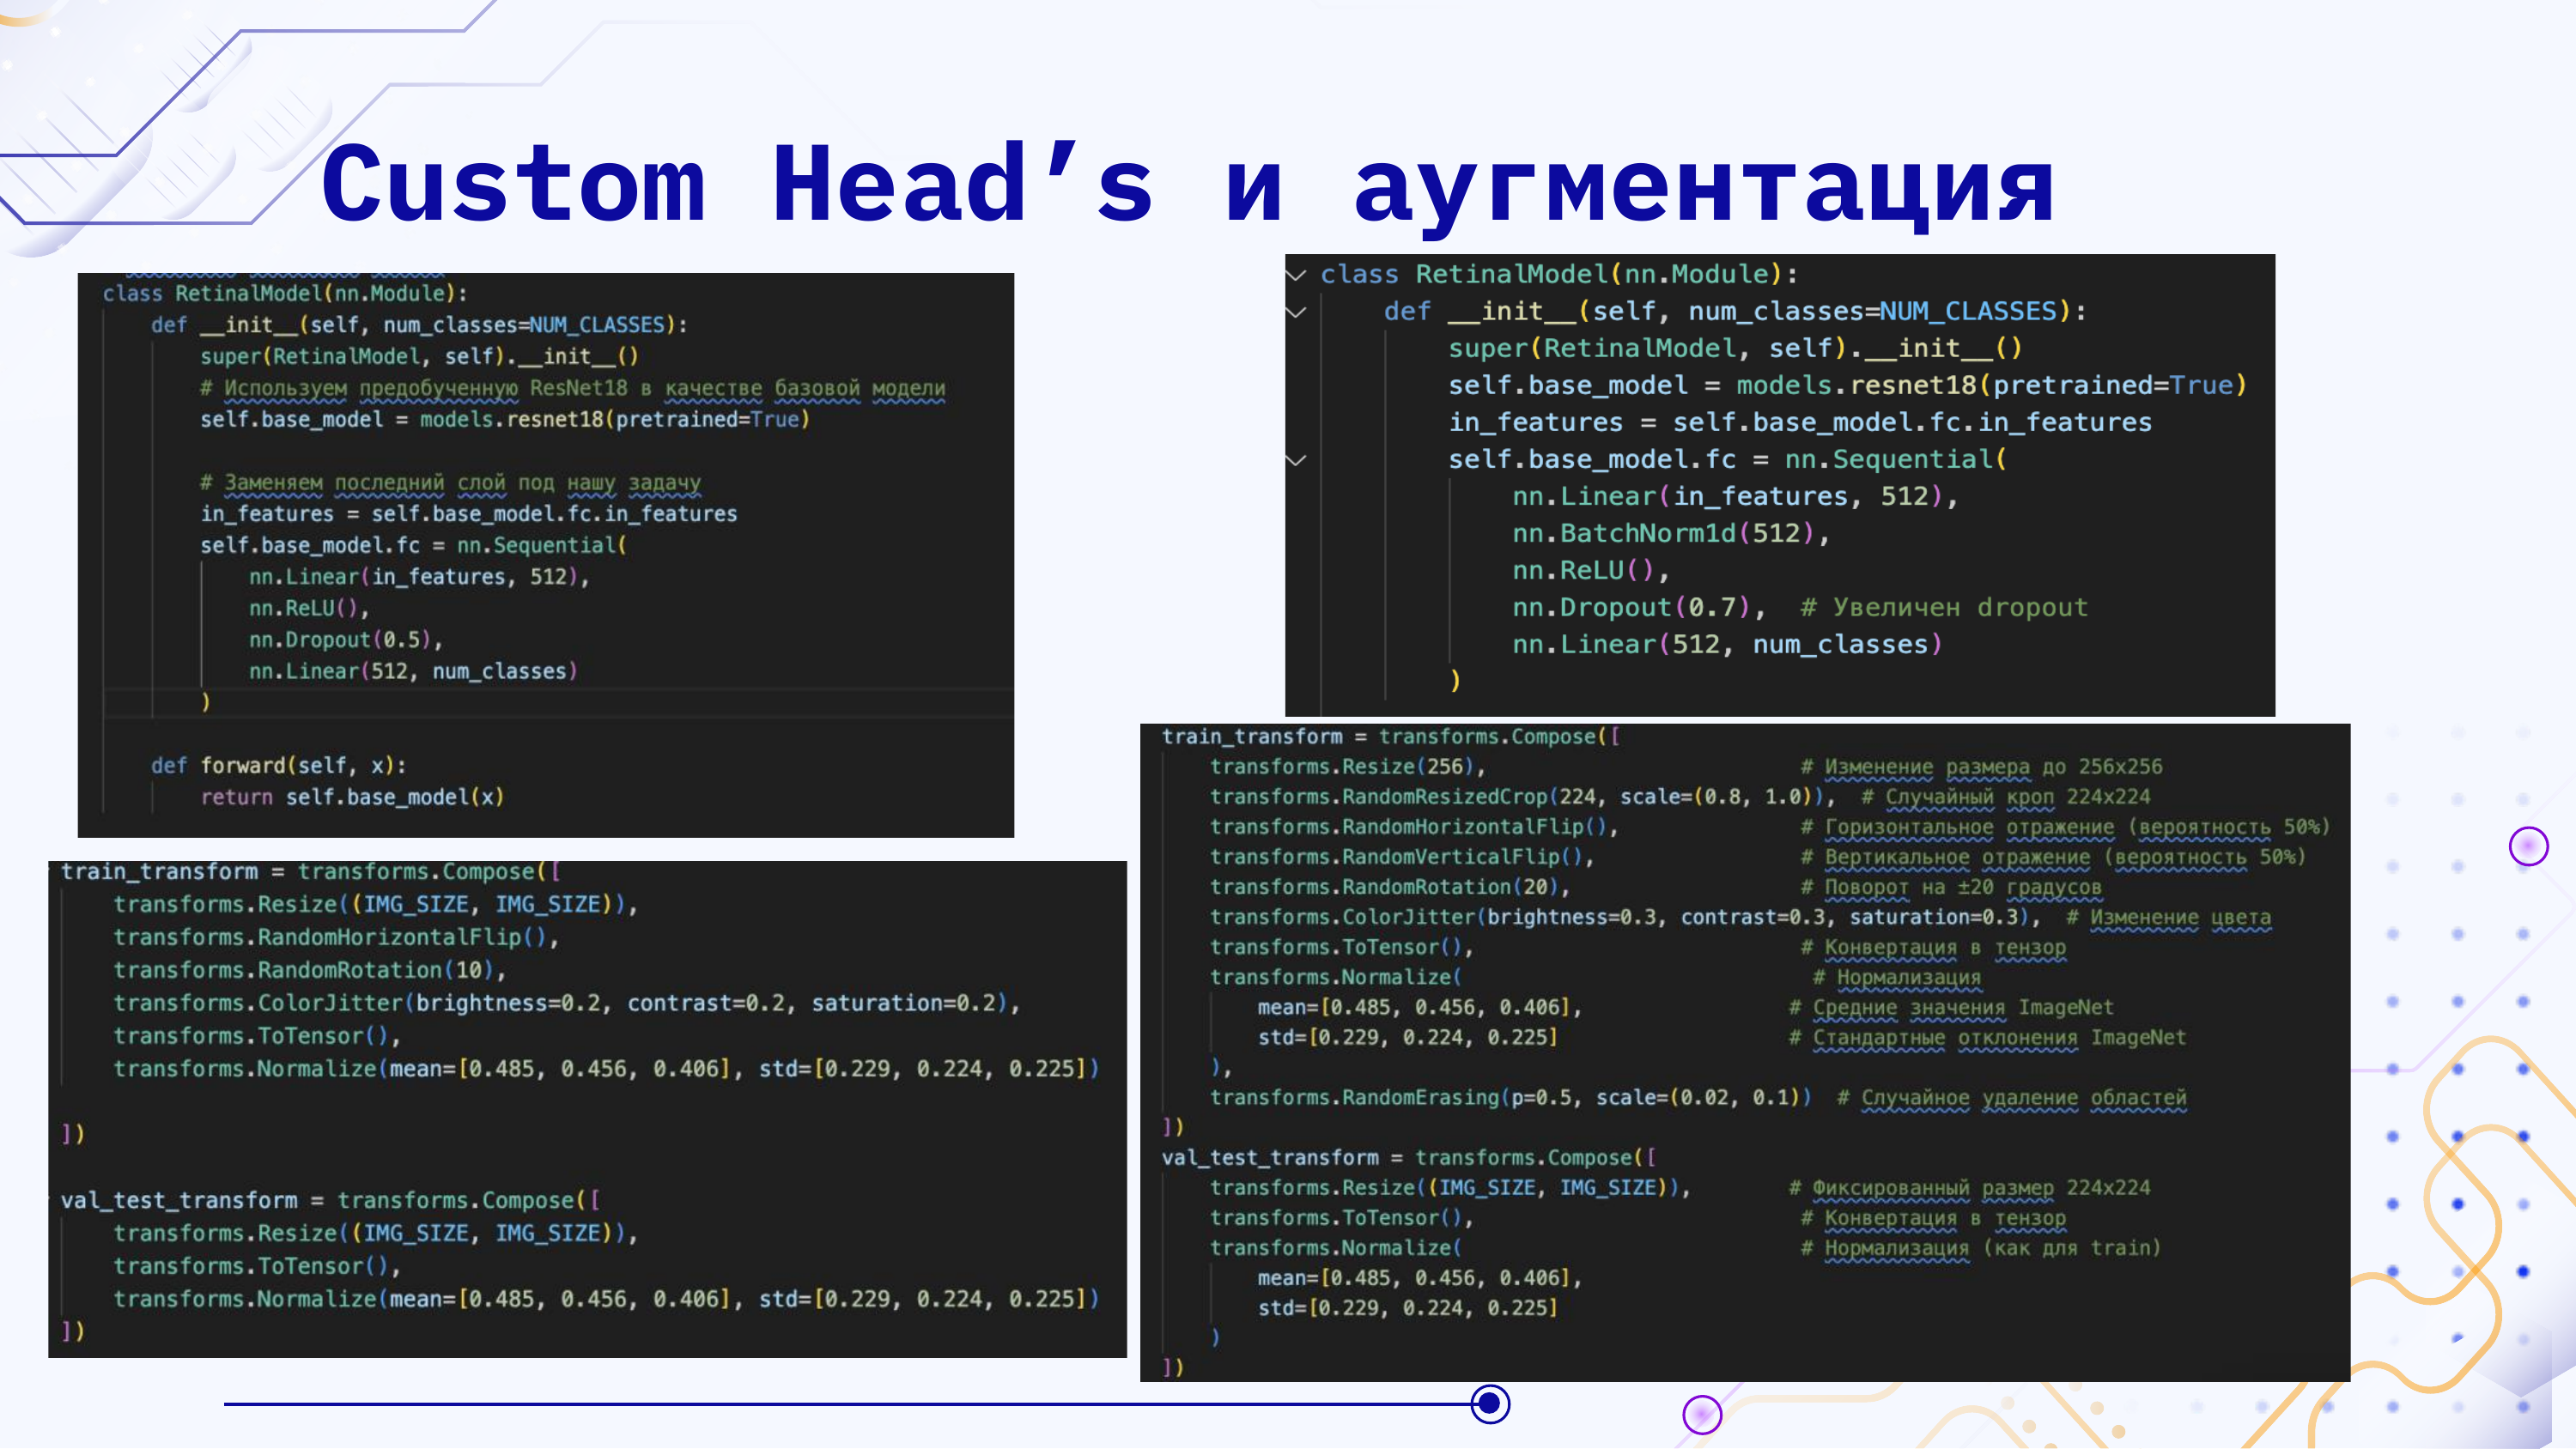 Custom Head’s и аугментация
class RetinalModel(nn.Module):
def __init__(self, num_classes=NUM_CLASSES):
super(RetinalModel, self).__init__()
# Используем предобученную ResNet18 в качестве базовой модели
self.base_model = models.resnet18(pretrained=True)
# Заменяем последний слой под нашу задачу
in_features = self.base_model.fc.in_features
self.base_model.fc = nn.Sequential(
nn.Linear(in_features, 512),
nn.ReLU(),
nn.Dropout(0.5),
nn.Linear(512, num_classes)
)
def forward(self, x):
return self.base_model(x)
train_transform = transforms.Compose([
transforms.Resize((IMG_SIZE, IMG_SIZE)),
transforms.RandomHorizontalFlip(),
transforms.RandomRotation(10),
transforms.ColorJitter(brightness=0.2, contrast=0.2, saturation=0.2),
transforms.ToTensor(),
transforms.Normalize(mean=[0.485, 0.456, 0.406], std=[0.229, 0.224, 0.225])
])
val_test_transform = transforms.Compose([
transforms.Resize((IMG_SIZE, IMG_SIZE)),
transforms.ToTensor(),
transforms.Normalize(mean=[0.485, 0.456, 0.406], std=[0.229, 0.224, 0.225])
])
class RetinalModel(nn.Module):
def __init__(self, num_classes=NUM_CLASSES):
super(RetinalModel, self).__init__()
self.base_model = models.resnet18(pretrained=True)
in_features = self.base_model.fc.in_features
self.base_model.fc = nn.Sequential(
nn.Linear(in_features, 512),
nn.BatchNorm1d(512),
nn.ReLU(),
nn.Dropout(0.7), # Увеличен dropout
nn.Linear(512, num_classes)
)
train_transform = transforms.Compose([
transforms.Resize(256), # Изменение размера до 256x256
transforms.RandomResizedCrop(224, scale=(0.8, 1.0)), # Случайный кроп 224x224
transforms.RandomHorizontalFlip(), # Горизонтальное отражение (вероятность 50%)
transforms.RandomVerticalFlip(), # Вертикальное отражение (вероятность 50%)
transforms.RandomRotation(20), # Поворот на ±20 градусов
transforms.ColorJitter(brightness=0.3, contrast=0.3, saturation=0.3), # Изменение цвета
transforms.ToTensor(), # Конвертация в тензор
transforms.Normalize( # Нормализация
mean=[0.485, 0.456, 0.406], # Средние значения ImageNet
std=[0.229, 0.224, 0.225] # Стандартные отклонения ImageNet
),
transforms.RandomErasing(p=0.5, scale=(0.02, 0.1)) # Случайное удаление областей
])
val_test_transform = transforms.Compose([
transforms.Resize((IMG_SIZE, IMG_SIZE)), # Фиксированный размер 224x224
transforms.ToTensor(), # Конвертация в тензор
transforms.Normalize( # Нормализация (как для train)
mean=[0.485, 0.456, 0.406],
std=[0.229, 0.224, 0.225]
)
])